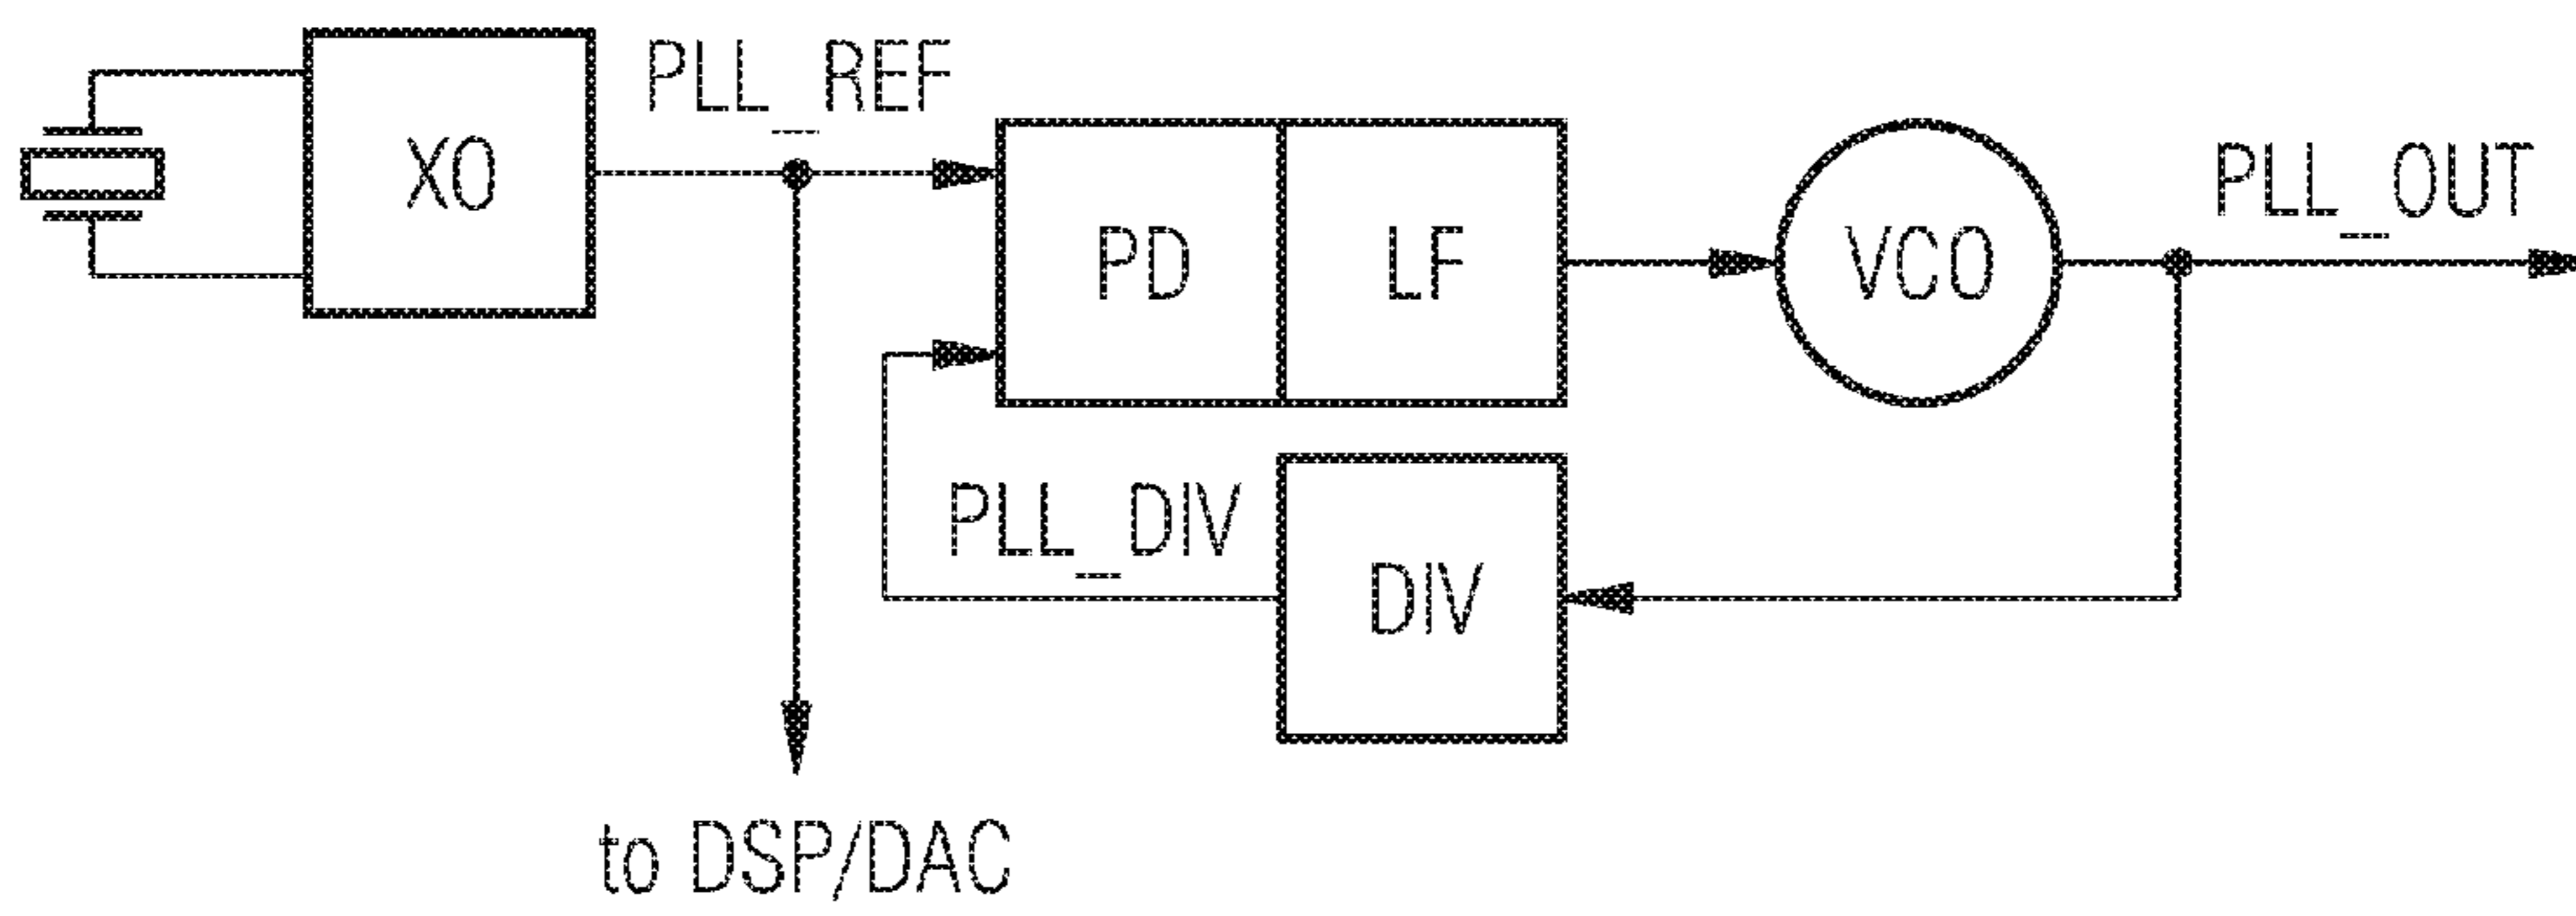 PLL_REF
XO
PLL_OUT
PD
LF
VCO
PLL_DIV
DIV
to DSP/DAC